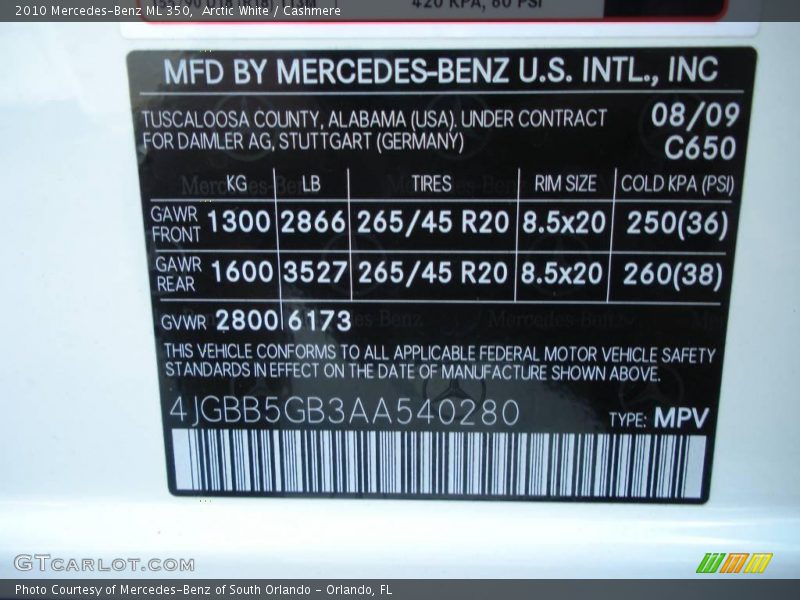 2010 Mercedes-Benz ML 350,  Arctic White / Cashmere
420 KPA, 60 PSI
MFD BY MERCEDES-BENZ U.S. INTL., INC
TUSCALOOSA COUNTY, ALABAMA (USA). UNDER CONTRACT 08/09
FOR DAIMLER AG, STUTTGART (GERMANY) C650
KG LB TIRES RIM SIZE COLD KPA (PSI)
GAWR FRONT 1300 2866 265/45 R20 8.5x20 250(36)
GAWR REAR 1600 3527 265/45 R20 8.5x20 260(38)
GVWR 2800 6173
THIS VEHICLE CONFORMS TO ALL APPLICABLE FEDERAL MOTOR VEHICLE SAFETY
STANDARDS IN EFFECT ON THE DATE OF MANUFACTURE SHOWN ABOVE.
4JGBB5GB3AA540280 TYPE: MPV
GTCARLOT.COM
Photo Courtesy of Mercedes-Benz of South Orlando - Orlando, FL